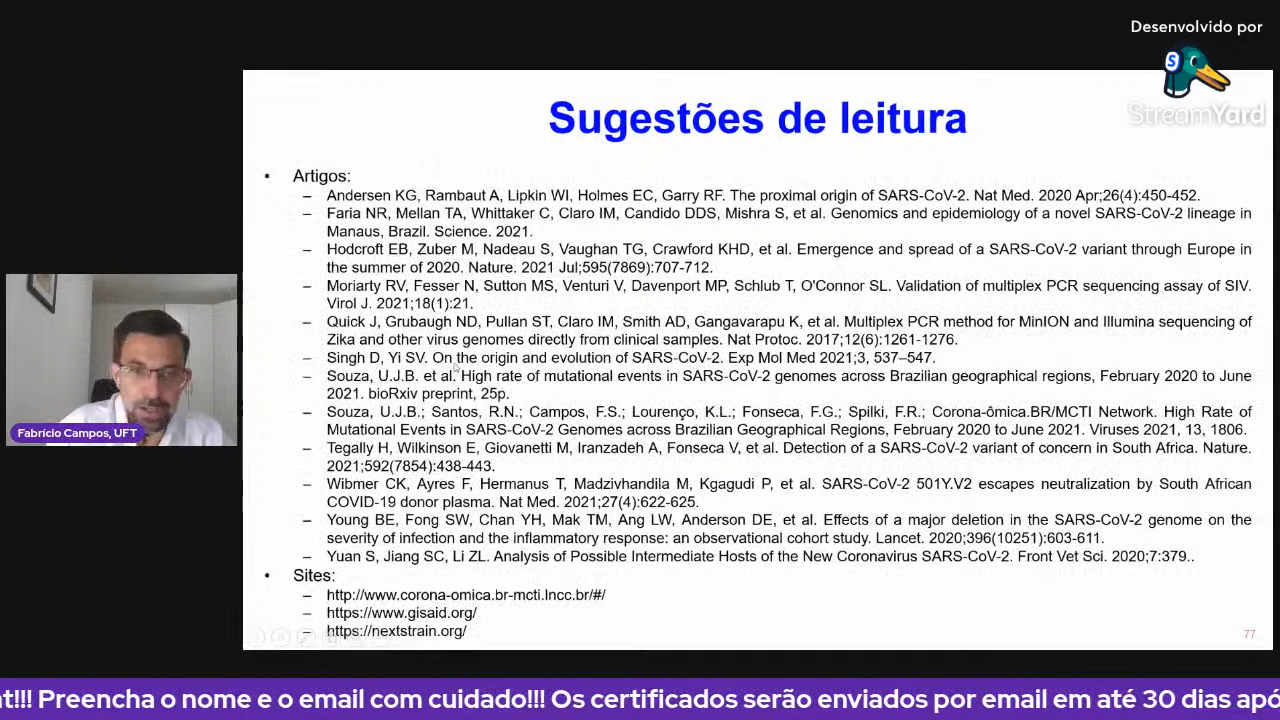 Desenvolvido por
S
StreamYard
Sugestões de leitura
• Artigos:
– Andersen KG, Rambaut A, Lipkin WI, Holmes EC, Garry RF. The proximal origin of SARS-CoV-2. Nat Med. 2020 Apr;26(4):450-452.
– Faria NR, Mellan TA, Whittaker C, Claro IM, Candido DDS, Mishra S, et al. Genomics and epidemiology of a novel SARS-CoV-2 lineage in
Manaus, Brazil. Science. 2021.
– Hodcroft EB, Zuber M, Nadeau S, Vaughan TG, Crawford KHD, et al. Emergence and spread of a SARS-CoV-2 variant through Europe in
the summer of 2020. Nature. 2021 Jul;595(7869):707-712.
– Moriarty RV, Fesser N, Sutton MS, Venturi V, Davenport MP, Schlub T, O'Connor SL. Validation of multiplex PCR sequencing assay of SIV.
Virol J. 2021;18(1):21.
– Quick J, Grubaugh ND, Pullan ST, Claro IM, Smith AD, Gangavarapu K, et al. Multiplex PCR method for MinION and Illumina sequencing of
Zika and other virus genomes directly from clinical samples. Nat Protoc. 2017;12(6):1261-1276.
– Singh D, Yi SV. On the origin and evolution of SARS-CoV-2. Exp Mol Med 2021;3, 537–547.
– Souza, U.J.B. et al. High rate of mutational events in SARS-CoV-2 genomes across Brazilian geographical regions, February 2020 to June
2021. bioRxiv preprint, 25p.
– Souza, U.J.B.; Santos, R.N.; Campos, F.S.; Lourenço, K.L.; Fonseca, F.G.; Spilki, F.R.; Corona-ômica.BR/MCTI Network. High Rate of
Mutational Events in SARS-CoV-2 Genomes across Brazilian Geographical Regions, February 2020 to June 2021. Viruses 2021, 13, 1806.
– Tegally H, Wilkinson E, Giovanetti M, Iranzadeh A, Fonseca V, et al. Detection of a SARS-CoV-2 variant of concern in South Africa. Nature.
2021;592(7854):438-443.
– Wibmer CK, Ayres F, Hermanus T, Madzivhandila M, Kgagudi P, et al. SARS-CoV-2 501Y.V2 escapes neutralization by South African
COVID-19 donor plasma. Nat Med. 2021;27(4):622-625.
– Young BE, Fong SW, Chan YH, Mak TM, Ang LW, Anderson DE, et al. Effects of a major deletion in the SARS-CoV-2 genome on the
severity of infection and the inflammatory response: an observational cohort study. Lancet. 2020;396(10251):603-611.
– Yuan S, Jiang SC, Li ZL. Analysis of Possible Intermediate Hosts of the New Coronavirus SARS-CoV-2. Front Vet Sci. 2020;7:379..
• Sites:
– http://www.corona-omica.br-mcti.lncc.br/#/
– https://www.gisaid.org/
– https://nextstrain.org/
77
Fabrício Campos, UFT
t!!! Preencha o nome e o email com cuidado!!! Os certificados serão enviados por email em até 30 dias apó